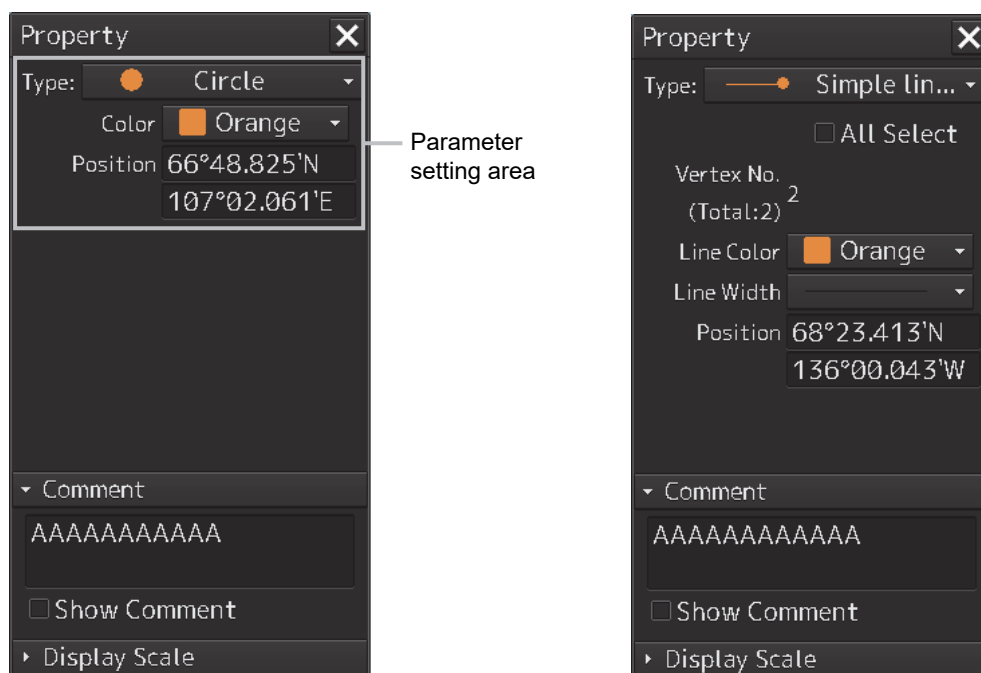 Property
Type: Circle
Color Orange
Position 66°48.825'N
107°02.061'E
Comment
AAAAAAAAAAA
Show Comment
Display Scale
Parameter
setting area
Property
Type: Simple lin...
All Select
Vertex No.
(Total:2) 2
Line Color Orange
Line Width
Position 68°23.413'N
136°00.043'W
Comment
AAAAAAAAAAAA
Show Comment
Display Scale